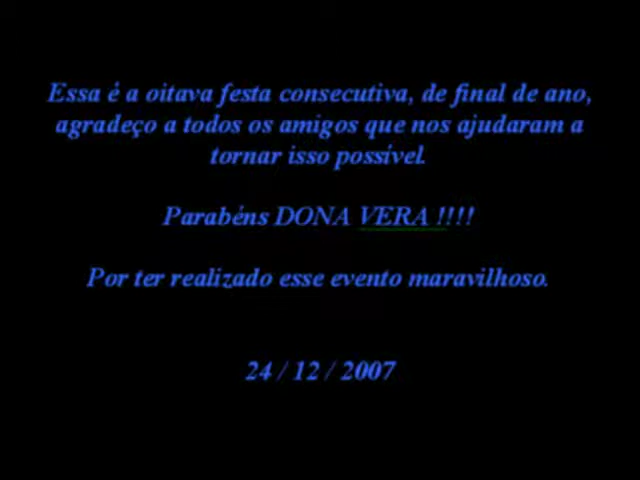 Essa é a oitava festa consecutiva, de final de ano,
agradeço a todos os amigos que nos ajudaram a
tornar isso possível.
Parabéns DONA VERA !!!!
Por ter realizado esse evento maravilhoso.
24 / 12 / 2007